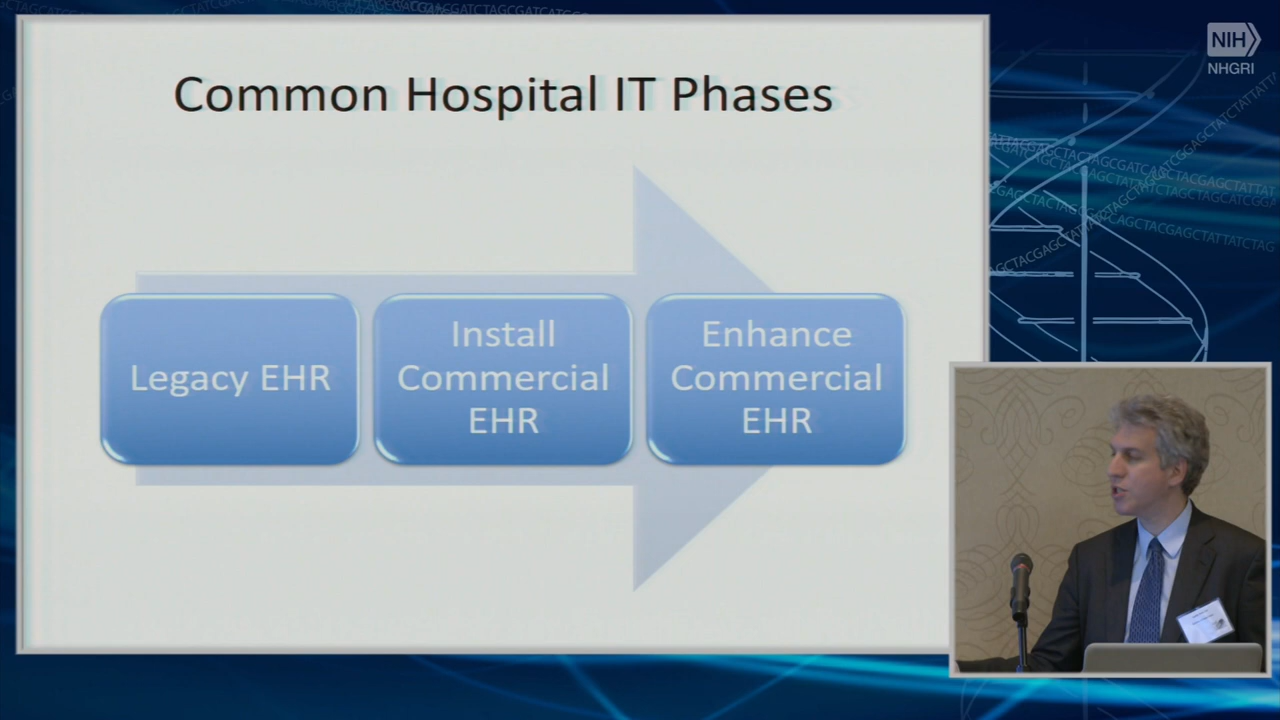 Common Hospital IT Phases
Legacy EHR
Install
Commercial
EHR
Enhance
Commercial
EHR
NIH
NHGRI